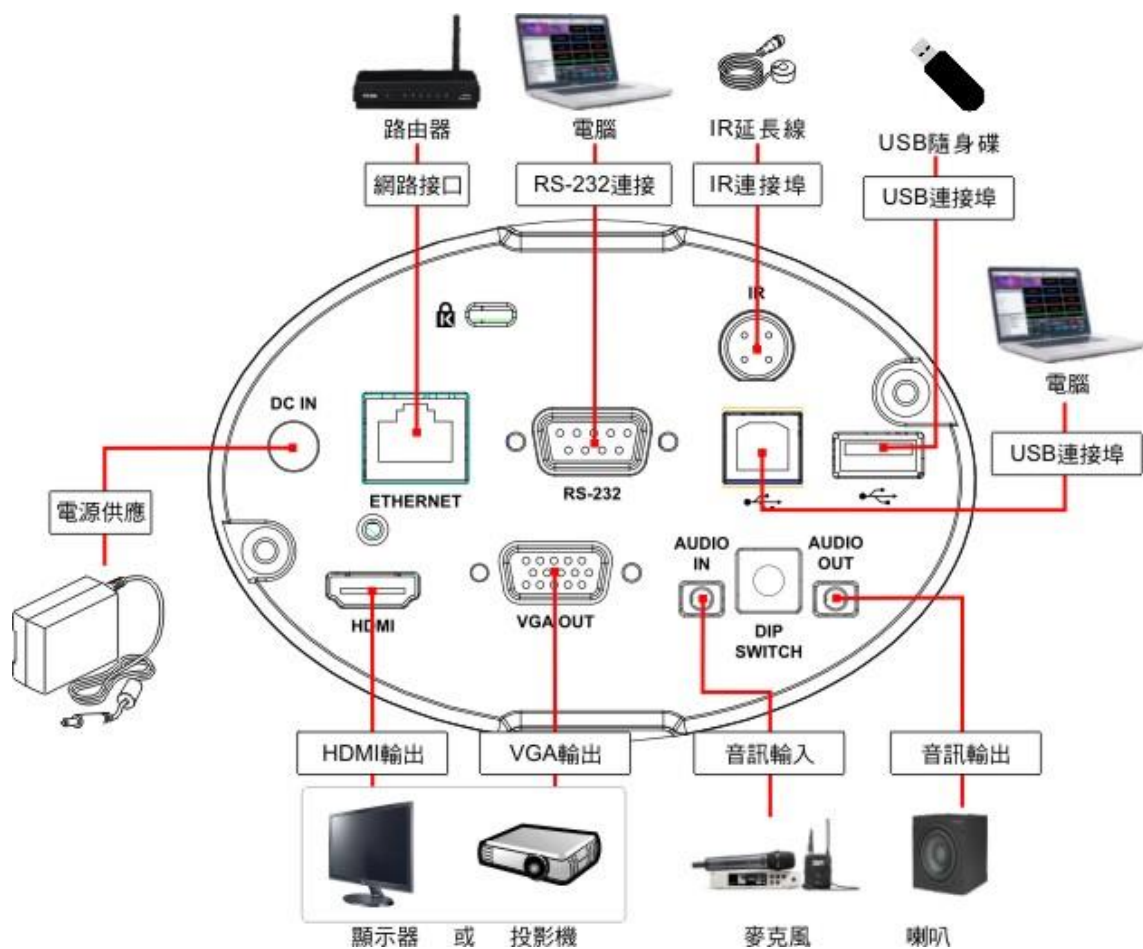 路由器
電腦
IR延長線
USB隨身碟
網路接口
RS-232連接
IR連接埠
USB連接埠
K
IR
電腦
DC IN
USB連接埠
ETHERNET
RS-232
電源供應
AUDIO
IN
AUDIO
OUT
HDMI
VGA OUT
DIP
SWITCH
HDMI輸出
VGA輸出
音訊輸入
音訊輸出
顯示器 或 投影機
麥克風
喇叭